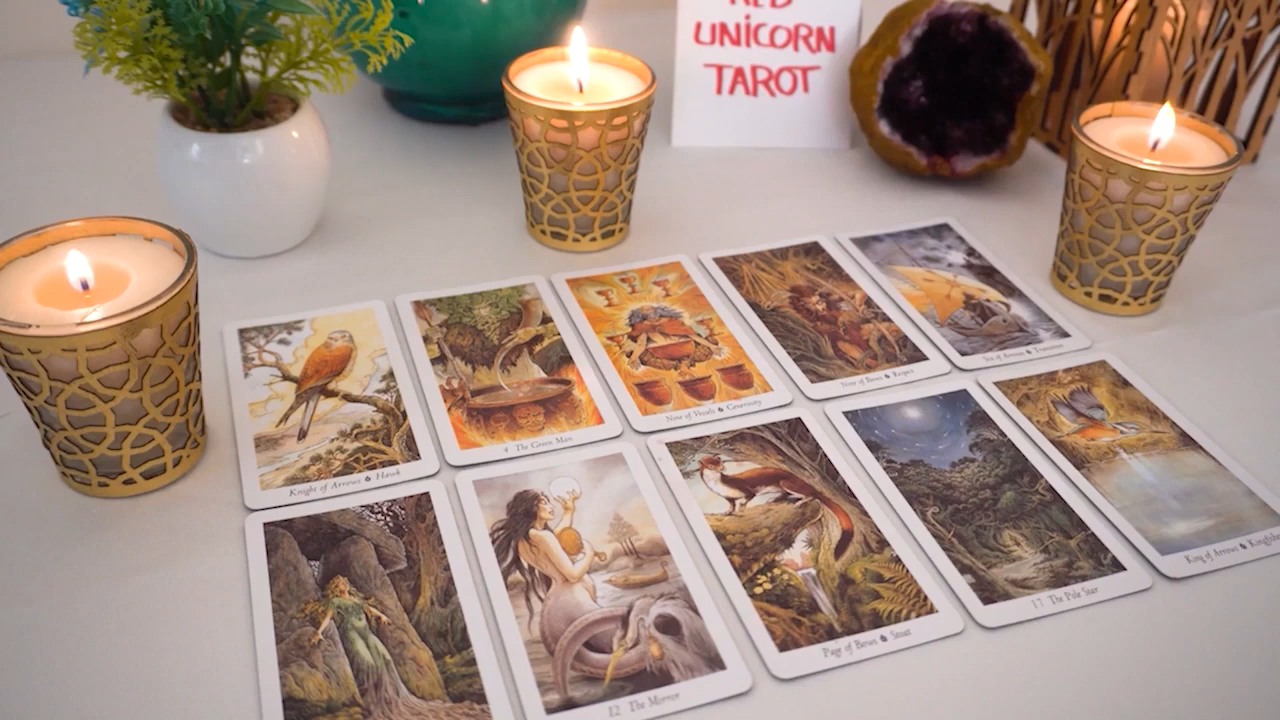 RED
UNICORN
TAROT
Six of Arrows Transition
Nine of Bows Respect
Nine of Vessels Generosity
4 The Green Man
Knight of Arrows Hawk
King of Arrows Kingfisher
17 The Pole Star
Page of Bows Stoat
12 The Mirror